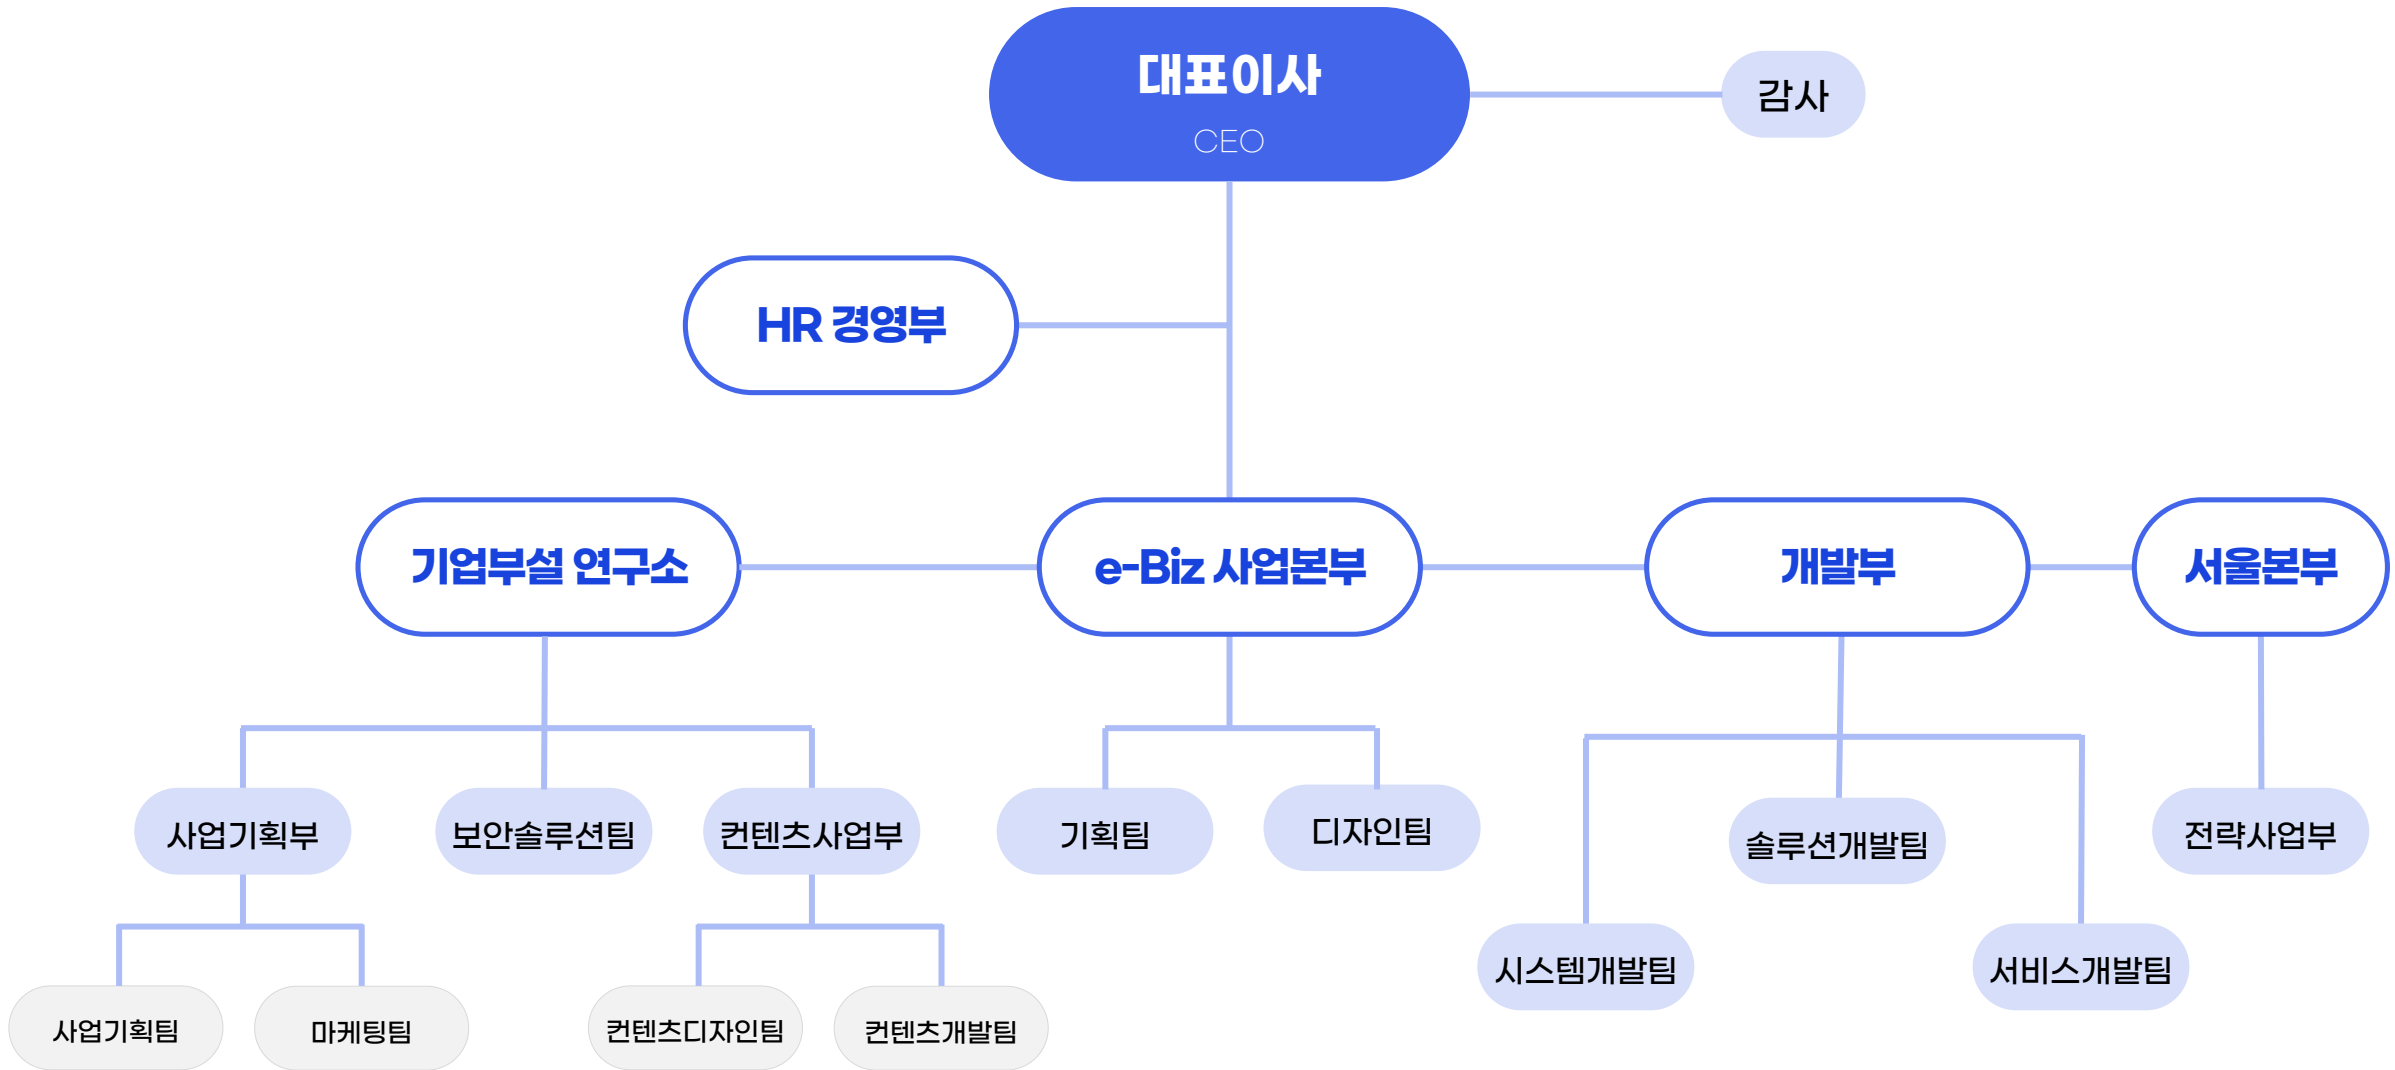 대표이사
CEO
감사
HR 경영부
기업부설 연구소
e-Biz 사업본부
개발부
서울본부
사업기획부
보안솔루션팀
컨텐츠사업부
기획팀
디자인팀
솔루션개발팀
전략사업부
시스템개발팀
서비스개발팀
사업기획팀
마케팅팀
컨텐츠디자인팀
컨텐츠개발팀